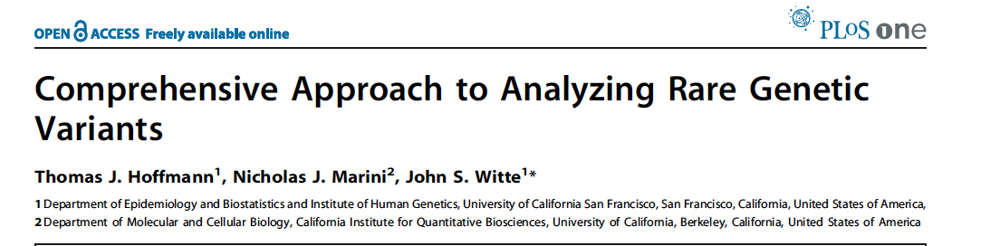 OPEN ACCESS Freely available online
PLoS one
Comprehensive Approach to Analyzing Rare Genetic
Variants
Thomas J. Hoffmann1, Nicholas J. Marini2, John S. Witte1*
1 Department of Epidemiology and Biostatistics and Institute of Human Genetics, University of California San Francisco, San Francisco, California, United States of America,
2 Department of Molecular and Cellular Biology, California Institute for Quantitative Biosciences, University of California, Berkeley, California, United States of America